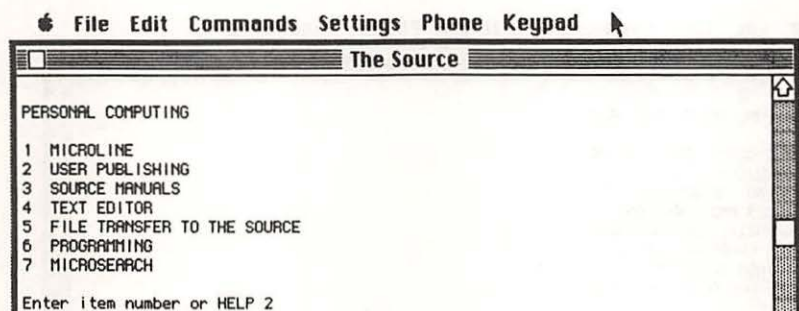 File Edit Commands Settings Phone Keypad
The Source
PERSONAL COMPUTING
1 MICROLINE
2 USER PUBLISHING
3 SOURCE MANUALS
4 TEXT EDITOR
5 FILE TRANSFER TO THE SOURCE
6 PROGRAMMING
7 MICROSEARCH
Enter item number or HELP 2